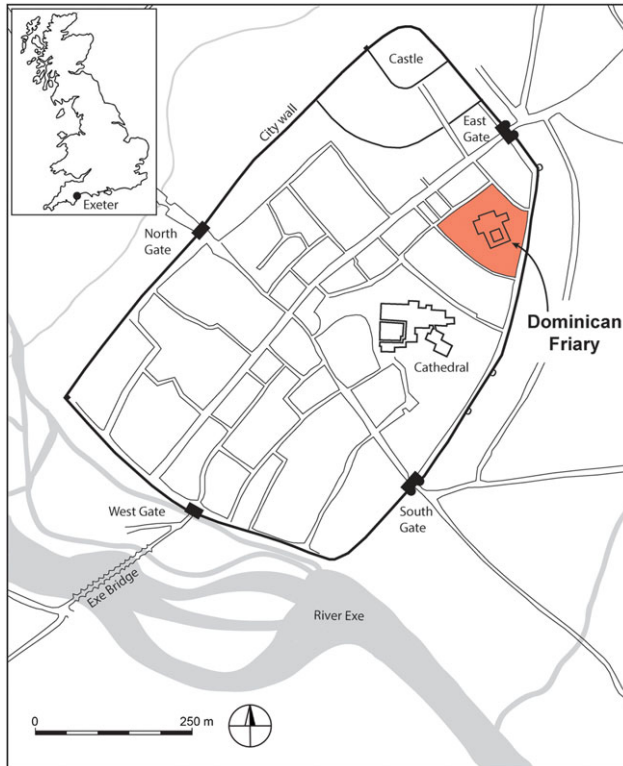 Castle
East
Gate
City wall
Exeter
North
Gate
Dominican
Friary
Cathedral
West Gate
South
Gate
Exe Bridge
River Exe
0
250 m